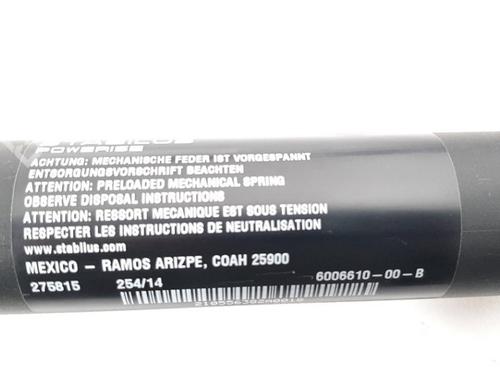 STABILUS
POWERISE
ACHTUNG: MECHANISCHE FEDER IST VORGESPANNT
ENTSORGUNGSVORSCHRIFT BEACHTEN
ATTENTION: PRELOADED MECHANICAL SPRING
OBSERVE DISPOSAL INSTRUCTIONS
ATTENTION: RESSORT MECANIQUE EST SOUS TENSION
RESPECTER LES INSTRUCTIONS DE NEUTRALISATION
www.stabilus.com
MEXICO - RAMOS ARIZPE, COAH 25900
275815 254/14 6006610-00-B